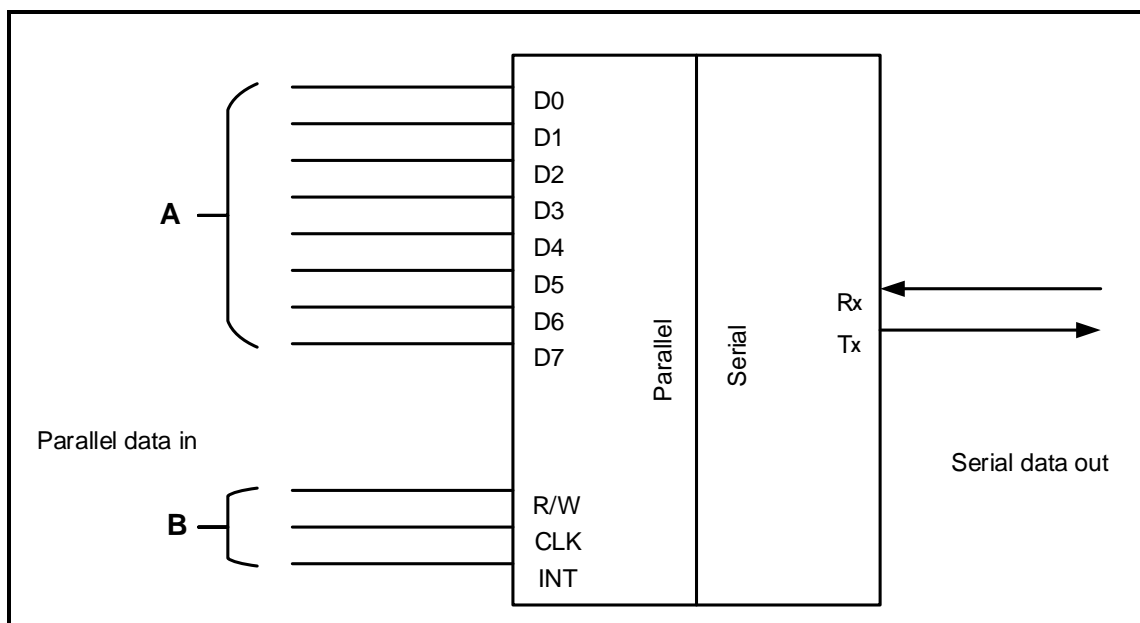 D0
D1
D2
A
D3
D4
D5
D6
D7
Rx
Tx
Parallel
Serial
Parallel data in
Serial data out
B
R/W
CLK
INT